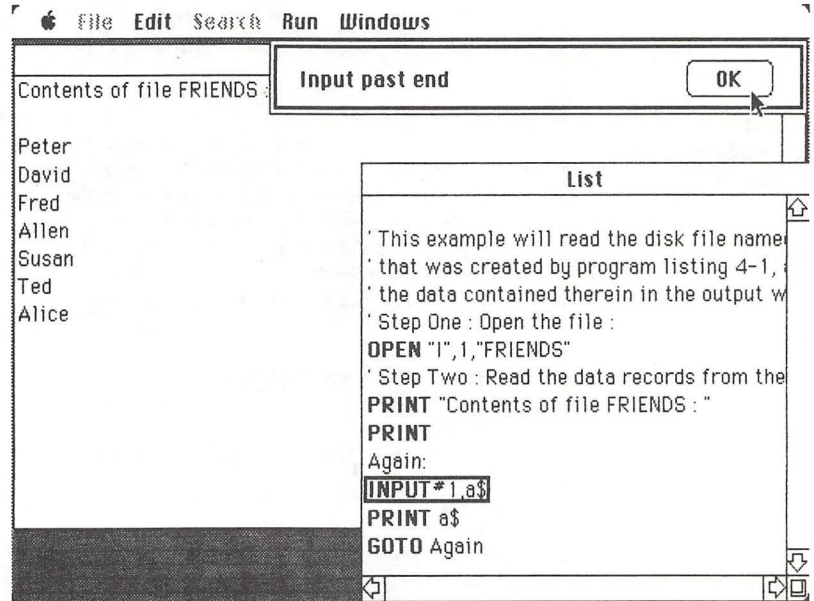 File Edit Search Run Windows
Input past end
OK
Contents of file FRIENDS :
Peter
David
Fred
Allen
Susan
Ted
Alice
List
' This example will read the disk file name
' that was created by program listing 4-1,
' the data contained therein in the output w
' Step One : Open the file :
OPEN "I",1,"FRIENDS"
' Step Two : Read the data records from the
PRINT "Contents of file FRIENDS : "
PRINT
Again:
INPUT#1,a$
PRINT a$
GOTO Again